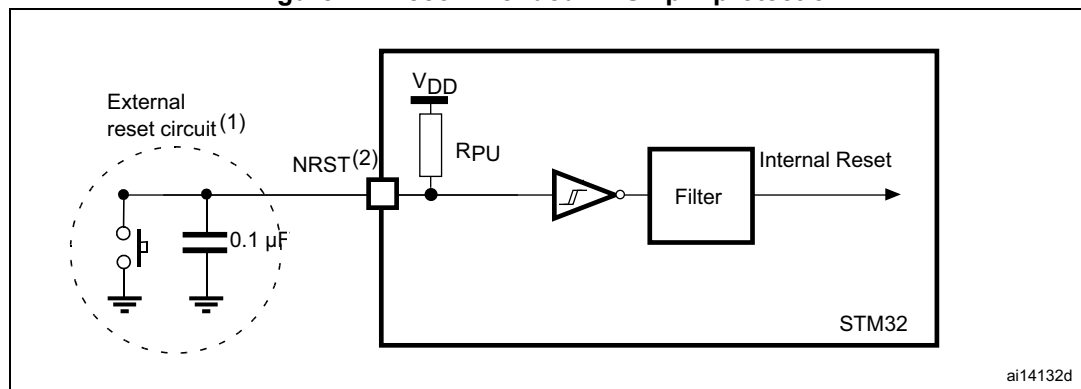 External
reset circuit(1)
VDD
NRST(2)
RPU
Internal Reset
Filter
0.1 µF
STM32
ai14132d